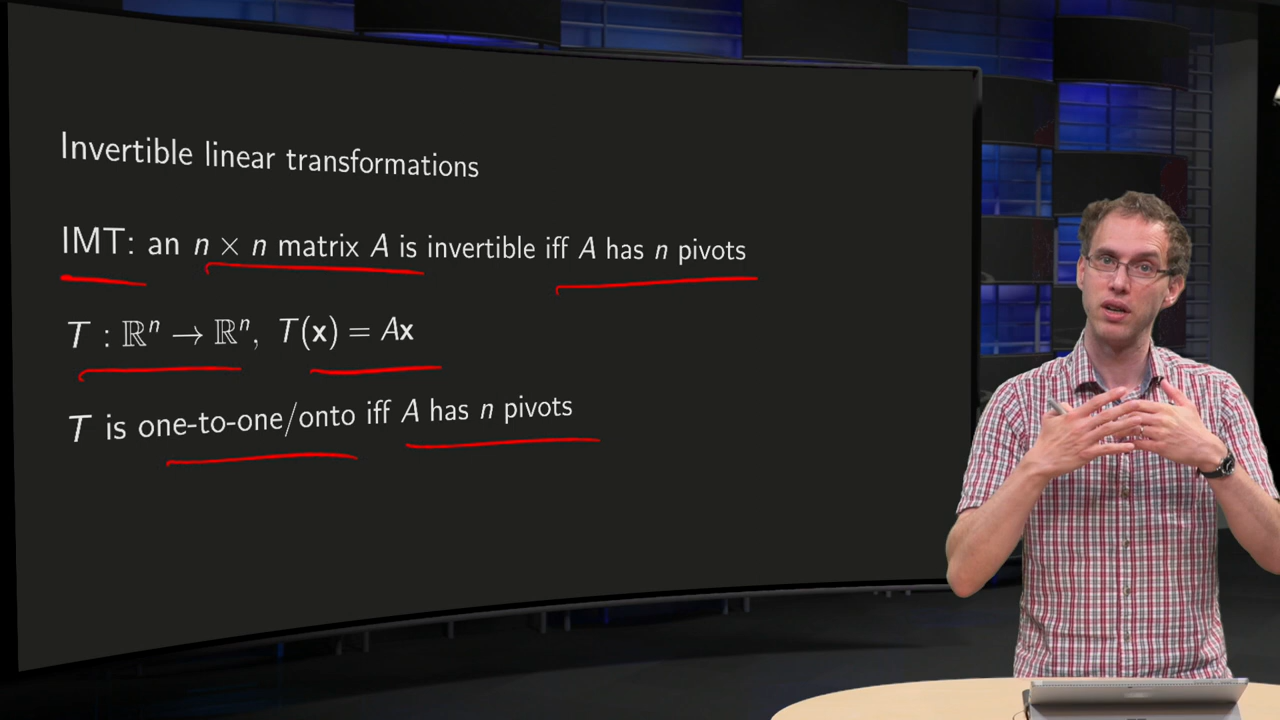 Invertible linear transformations
IMT: an n × n matrix A is invertible iff A has n pivots
T : ℝⁿ → ℝⁿ, T(𝐱) = A𝐱
T is one-to-one/onto iff A has n pivots